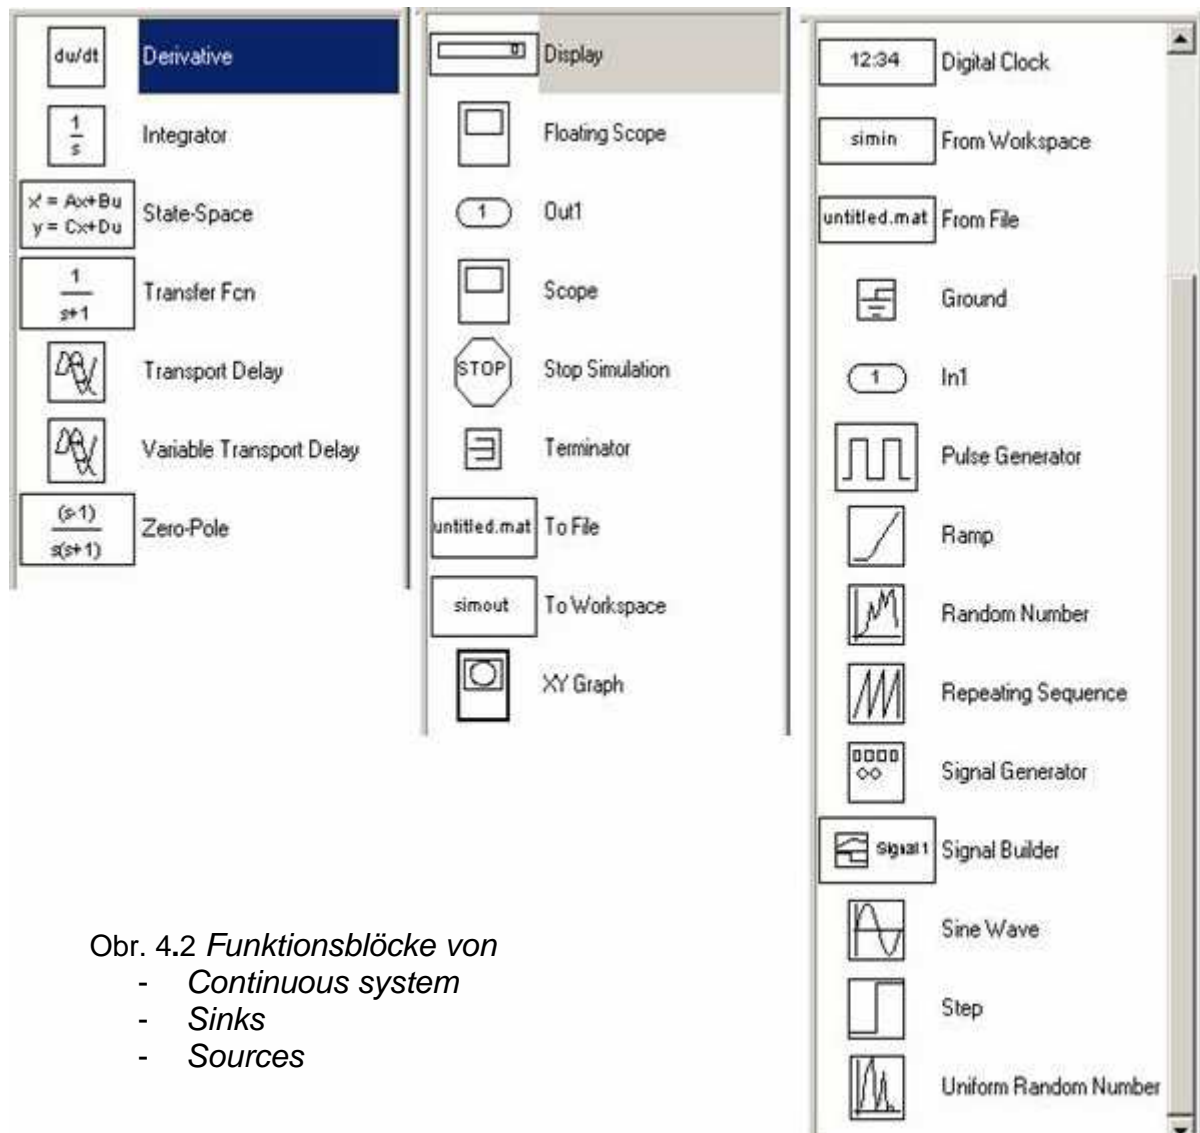 du/dt Derivative
1
s
Integrator
x' = Ax+Bu
y = Cx+Du
State-Space
1
s+1
Transfer Fcn
Transport Delay
Variable Transport Delay
(s-1)
s(s+1)
Zero-Pole
0 Display
Floating Scope
1 Out1
Scope
STOP Stop Simulation
Terminator
untitled.mat To File
simout To Workspace
XY Graph
12:34 Digital Clock
simin From Workspace
untitled.mat From File
Ground
1 In1
Pulse Generator
Ramp
Random Number
Repeating Sequence
Signal Generator
Signal 1 Signal Builder
Sine Wave
Step
Uniform Random Number
Obr. 4.2 Funktionsblöcke von
- Continuous system
- Sinks
- Sources